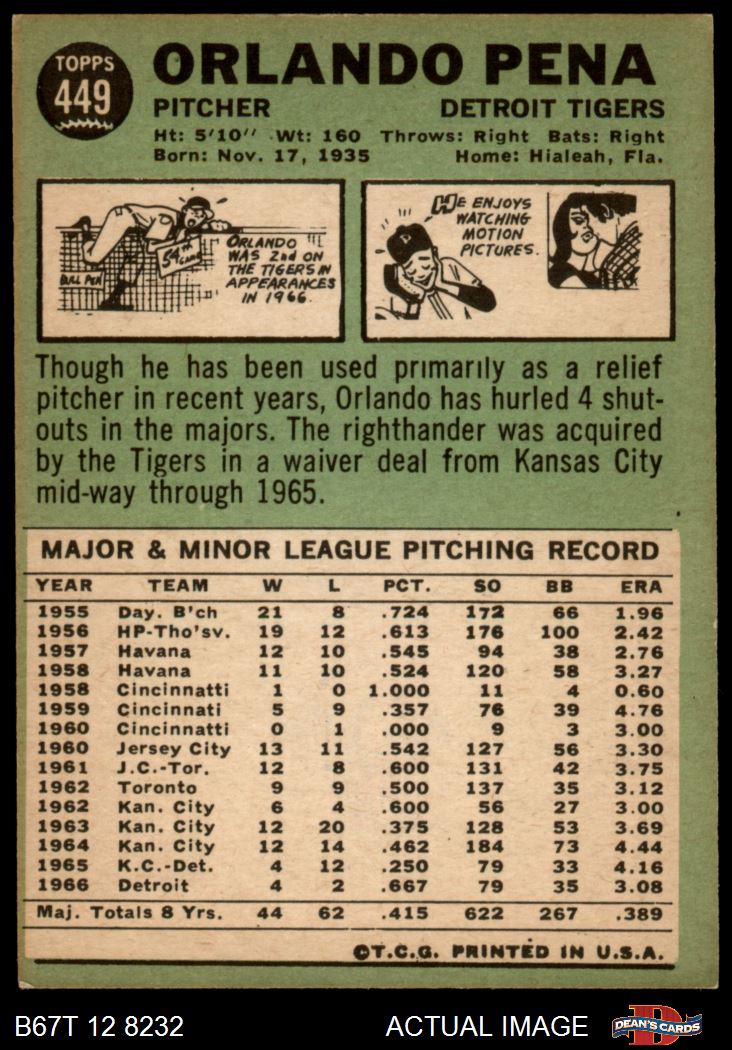 TOPPS
449
ORLANDO PENA
PITCHER DETROIT TIGERS
Ht: 5'10" Wt: 160 Throws: Right Bats: Right
Born: Nov. 17, 1935 Home: Hialeah, Fla.
54TH GAME
BULL PEN
ORLANDO
WAS 2nd ON
THE TIGERS IN
APPEARANCES
IN 1966.
HE ENJOYS
WATCHING
MOTION
PICTURES.
Though he has been used primarily as a relief
pitcher in recent years, Orlando has hurled 4 shut-
outs in the majors. The righthander was acquired
by the Tigers in a waiver deal from Kansas City
mid-way through 1965.
MAJOR & MINOR LEAGUE PITCHING RECORD
YEAR TEAM W L PCT. SO BB ERA
1955 Day. B'ch 21 8 .724 172 66 1.96
1956 HP-Tho'sv. 19 12 .613 176 100 2.42
1957 Havana 12 10 .545 94 38 2.76
1958 Havana 11 10 .524 120 58 3.27
1958 Cincinnatti 1 0 1.000 11 4 0.60
1959 Cincinnati 5 9 .357 76 39 4.76
1960 Cincinnatti 0 1 .000 9 3 3.00
1960 Jersey City 13 11 .542 127 56 3.30
1961 J.C.-Tor. 12 8 .600 131 42 3.75
1962 Toronto 9 9 .500 137 35 3.12
1962 Kan. City 6 4 .600 56 27 3.00
1963 Kan. City 12 20 .375 128 53 3.69
1964 Kan. City 12 14 .462 184 73 4.44
1965 K.C.-Det. 4 12 .250 79 33 4.16
1966 Detroit 4 2 .667 79 35 3.08
Maj. Totals 8 Yrs. 44 62 .415 622 267 .389
©T.C.G. PRINTED IN U.S.A.
B67T 12 8232 ACTUAL IMAGE
D
DEAN'S CARDS